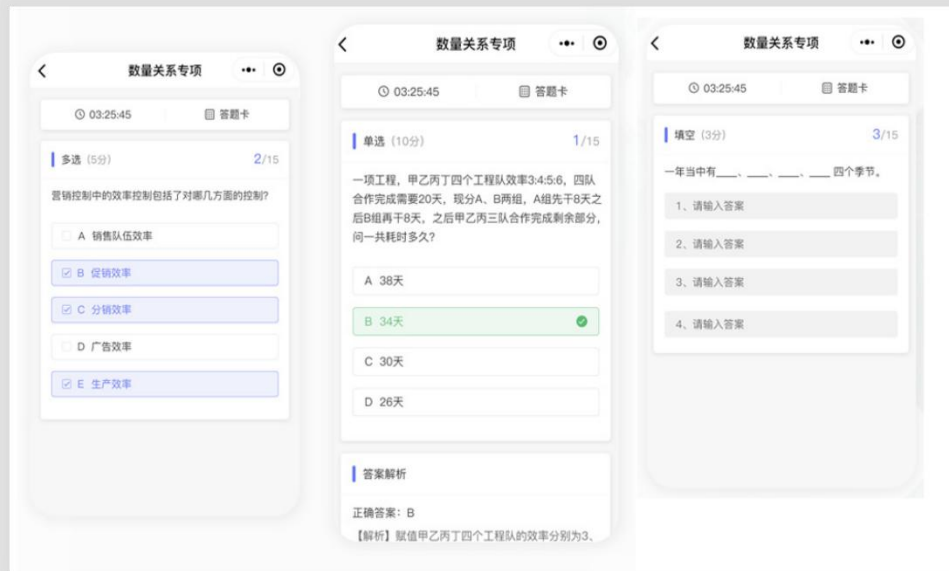 数量关系专项
03:25:45
答题卡
多选 (5分)
2/15
营销控制中的效率控制包括了对哪几方面的控制?
A 销售队伍效率
B 促销效率
C 分销效率
D 广告效率
E 生产效率
数量关系专项
03:25:45
答题卡
单选 (10分)
1/15
一项工程，甲乙丙丁四个工程队效率3:4:5:6，四队
合作完成需要20天，现分A、B两组，A组先干8天之
后B组再干8天，之后甲乙丙三队合作完成剩余部分，
问一共耗时多久?
A 38天
B 34天
C 30天
D 26天
答案解析
正确答案：B
【解析】赋值甲乙丙丁四个工程队的效率分别为3、
数量关系专项
03:25:45
答题卡
填空 (3分)
3/15
一年当中有____、____、____、____ 四个季节。
1、请输入答案
2、请输入答案
3、请输入答案
4、请输入答案